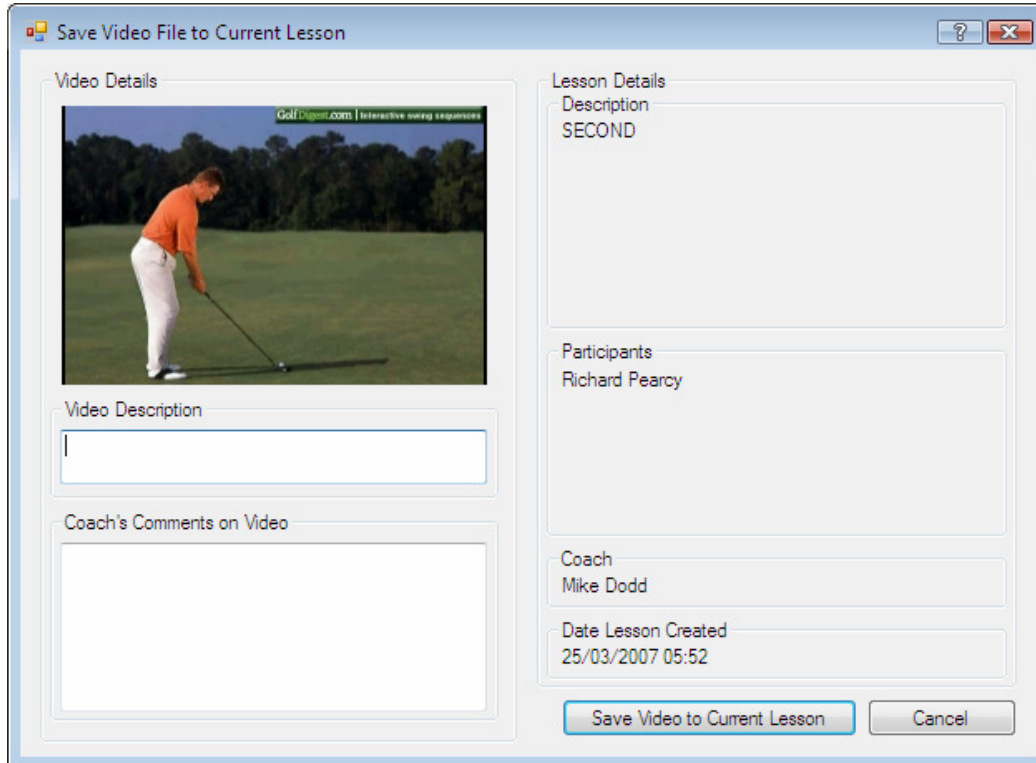 Save Video File to Current Lesson
?
Video Details
GolfDigest.com | Interactive swing sequences
Video Description
Coach's Comments on Video
Lesson Details
Description
SECOND
Participants
Richard Pearcy
Coach
Mike Dodd
Date Lesson Created
25/03/2007 05:52
Save Video to Current Lesson
Cancel